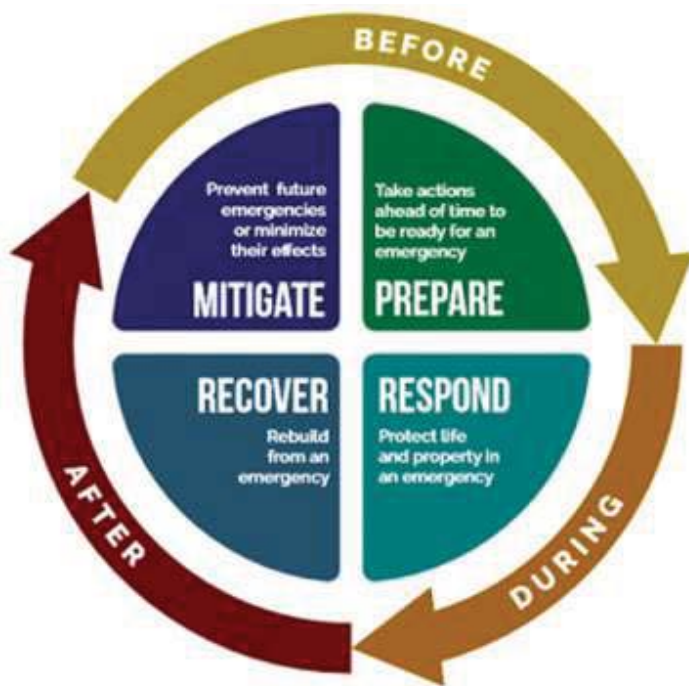 BEFORE
Prevent future
emergencies
or minimize
their effects
MITIGATE
Take actions
ahead of time to
be ready for an
emergency
PREPARE
RECOVER
Rebuild
from an
emergency
RESPOND
Protect life
and property in
an emergency
AFTER
DURING